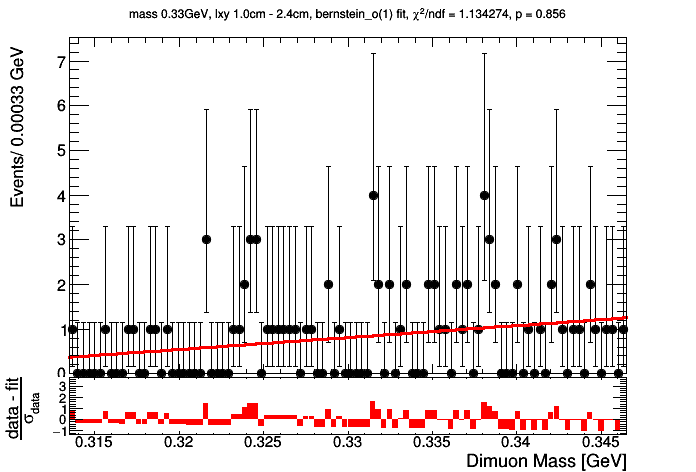 mass 0.33GeV, lxy 1.0cm - 2.4cm, bernstein_o(1) fit, χ²/ndf = 1.134274, p = 0.856
Events/ 0.00033 GeV
7
6
5
4
3
2
1
0
data - fit
σdata
3
2
1
0
−1
0.315 0.32 0.325 0.33 0.335 0.34 0.345
Dimuon Mass [GeV]